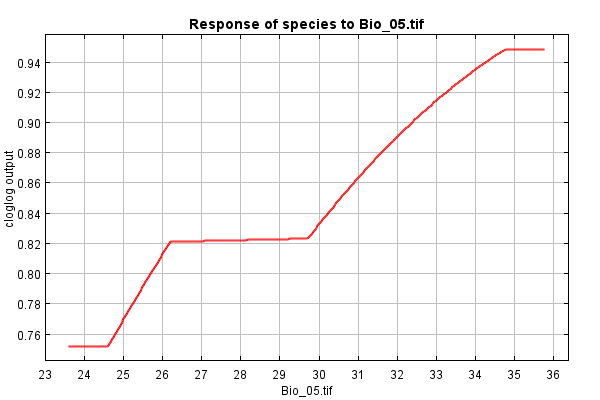 Response of species to Bio_05.tif
cloglog output
0.94
0.92
0.90
0.88
0.86
0.84
0.82
0.80
0.78
0.76
23 24 25 26 27 28 29 30 31 32 33 34 35 36
Bio_05.tif